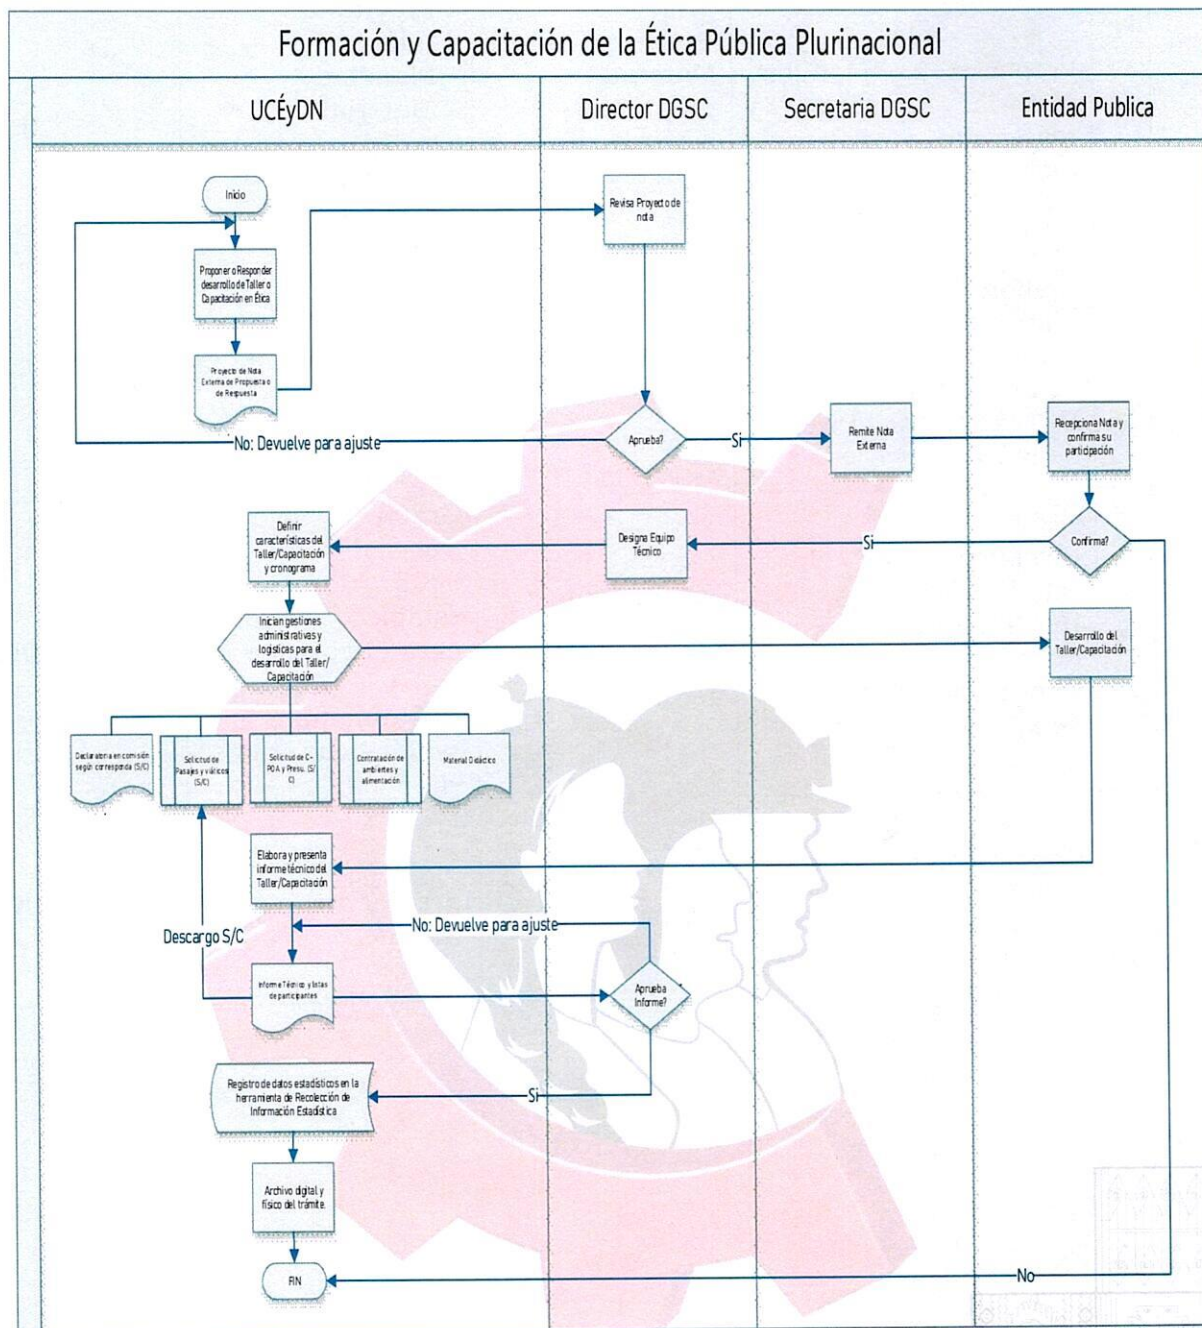 Formación y Capacitación de la Ética Pública Plurinacional
UCÉyDN
Director DGSC
Secretaria DGSC
Entidad Publica
Inicio
Revisa Proyecto de
nota
Proponer o Responder
desarrollo de Taller o
Capacitación en Ética
Proyecto de Nota
Externa de Propuesta o
de Respuesta
No: Devuelve para ajuste
Aprueba?
Si
Remite Nota
Externa
Recepciona Nota y
confirma su
participación
Definir
características del
Taller/Capacitación
y cronograma
Designa Equipo
Técnico
Si
Confirma?
Inician gestiones
administrativas y
logísticas para el
desarrollo del Taller/
Capacitación
Desarrollo del
Taller/Capacitación
Declaratoria en comisión
según corresponda (S/C)
Solicitud de
Pasajes y viáticos
(S/C)
Solicitud de C-
POA y Presu. (S/
C)
Contratación de
ambientes y
alimentación
Material Didáctico
Elabora y presenta
informe técnico del
Taller/Capacitación
Descargo S/C
No: Devuelve para ajuste
Informe Técnico y listas
de participantes
Aprueba
Informe?
Registro de datos estadísticos en la
herramienta de Recolección de
Información Estadística
Si
Archivo digital y
físico del trámite.
FIN
No